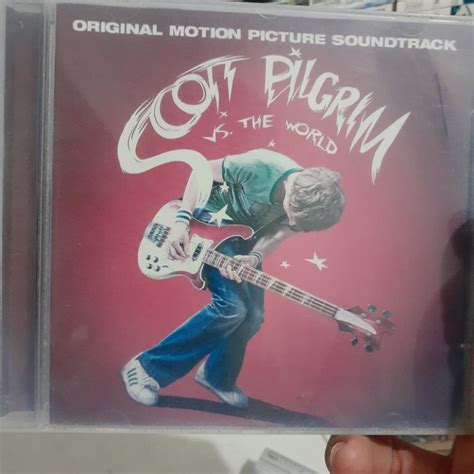 ORIGINAL MOTION PICTURE SOUNDTRACK
SCOTT PILGRIM
VS. THE WORLD